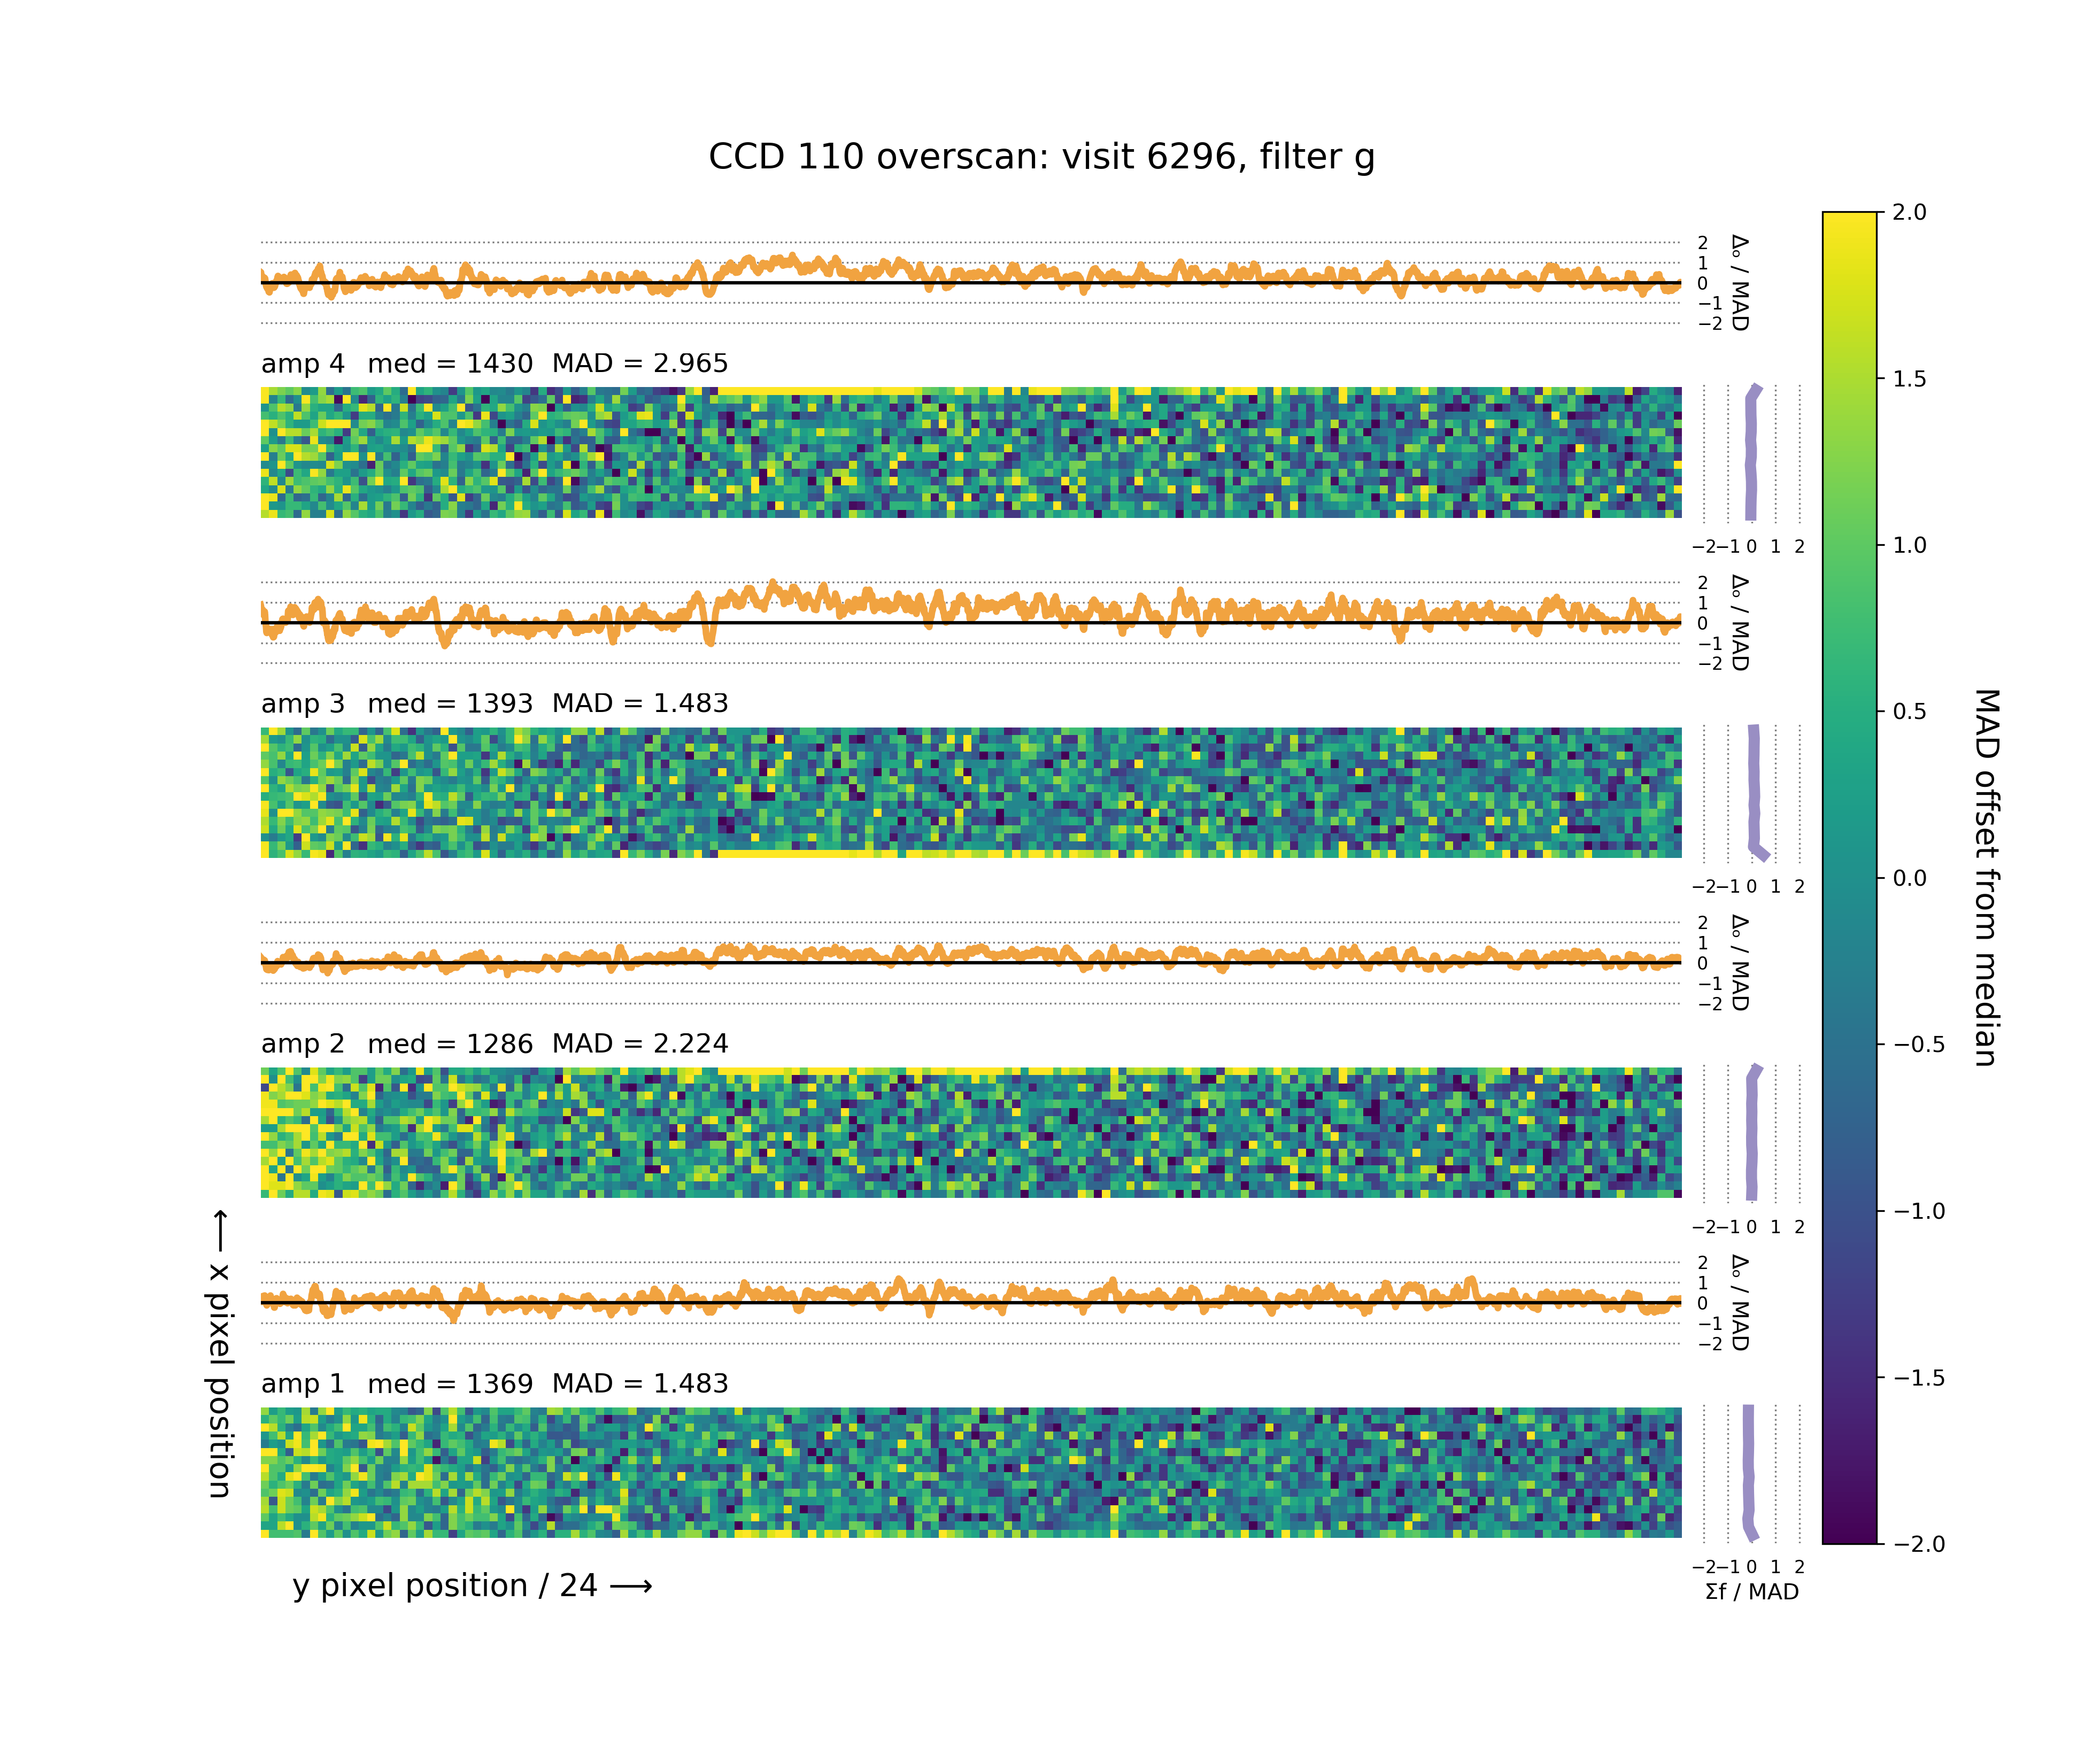 CCD 110 overscan: visit 6296, filter g
2
1
0
−1
−2
Δₒ / MAD
amp 4 med = 1430 MAD = 2.965
−2 −1 0 1 2
2
1
0
−1
−2
Δₒ / MAD
amp 3 med = 1393 MAD = 1.483
−2 −1 0 1 2
2
1
0
−1
−2
Δₒ / MAD
amp 2 med = 1286 MAD = 2.224
−2 −1 0 1 2
2
1
0
−1
−2
Δₒ / MAD
amp 1 med = 1369 MAD = 1.483
−2 −1 0 1 2
Σf / MAD
x pixel position ⟶
y pixel position / 24 ⟶
2.0
1.5
1.0
0.5
0.0
−0.5
−1.0
−1.5
−2.0
MAD offset from median